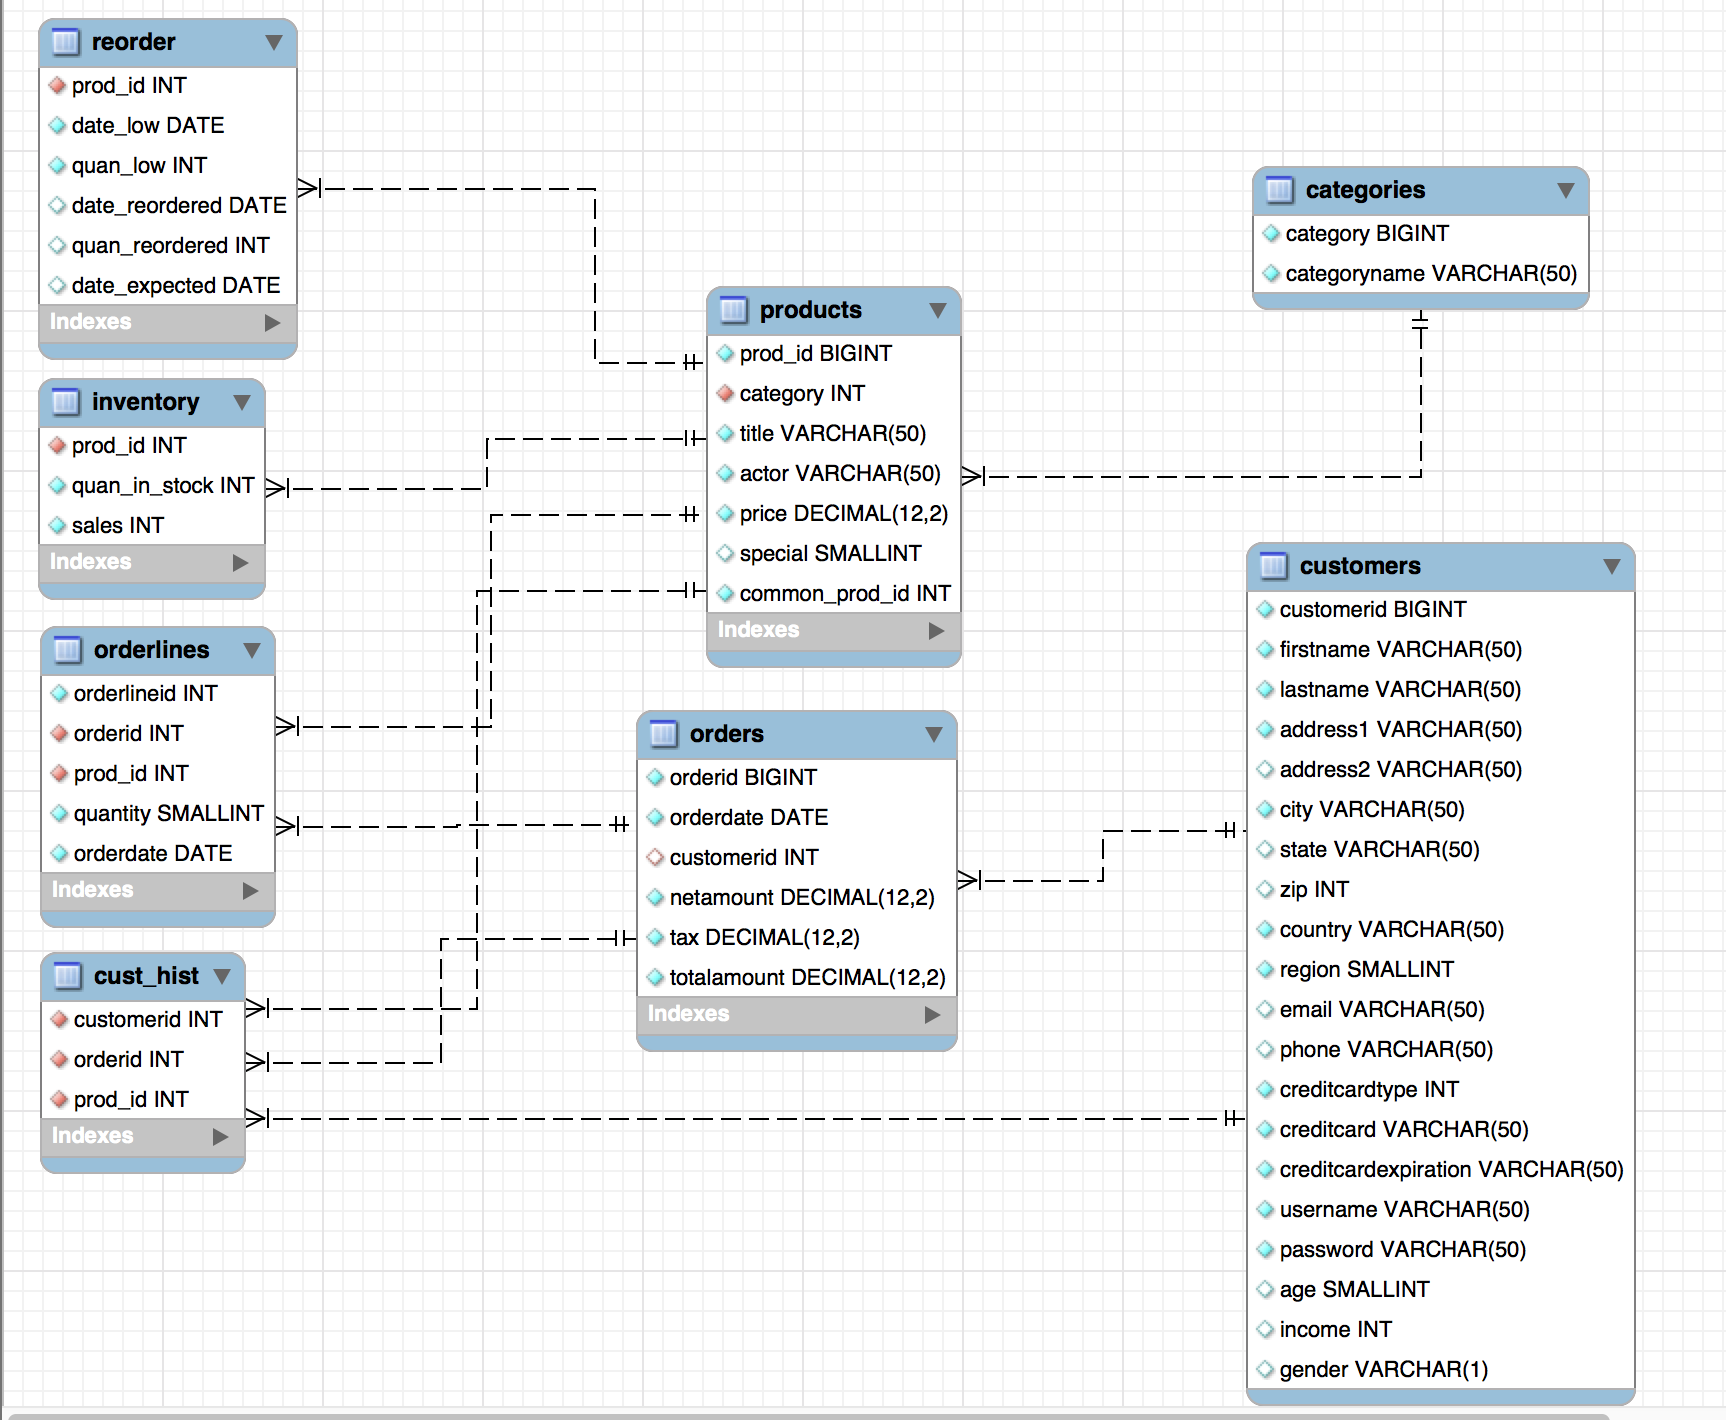 reorder
prod_id INT
date_low DATE
quan_low INT
date_reordered DATE
quan_reordered INT
date_expected DATE
Indexes
inventory
prod_id INT
quan_in_stock INT
sales INT
Indexes
orderlines
orderlineid INT
orderid INT
prod_id INT
quantity SMALLINT
orderdate DATE
Indexes
cust_hist
customerid INT
orderid INT
prod_id INT
Indexes
products
prod_id BIGINT
category INT
title VARCHAR(50)
actor VARCHAR(50)
price DECIMAL(12,2)
special SMALLINT
common_prod_id INT
Indexes
orders
orderid BIGINT
orderdate DATE
customerid INT
netamount DECIMAL(12,2)
tax DECIMAL(12,2)
totalamount DECIMAL(12,2)
Indexes
categories
category BIGINT
categoryname VARCHAR(50)
customers
customerid BIGINT
firstname VARCHAR(50)
lastname VARCHAR(50)
address1 VARCHAR(50)
address2 VARCHAR(50)
city VARCHAR(50)
state VARCHAR(50)
zip INT
country VARCHAR(50)
region SMALLINT
email VARCHAR(50)
phone VARCHAR(50)
creditcardtype INT
creditcard VARCHAR(50)
creditcardexpiration VARCHAR(50)
username VARCHAR(50)
password VARCHAR(50)
age SMALLINT
income INT
gender VARCHAR(1)